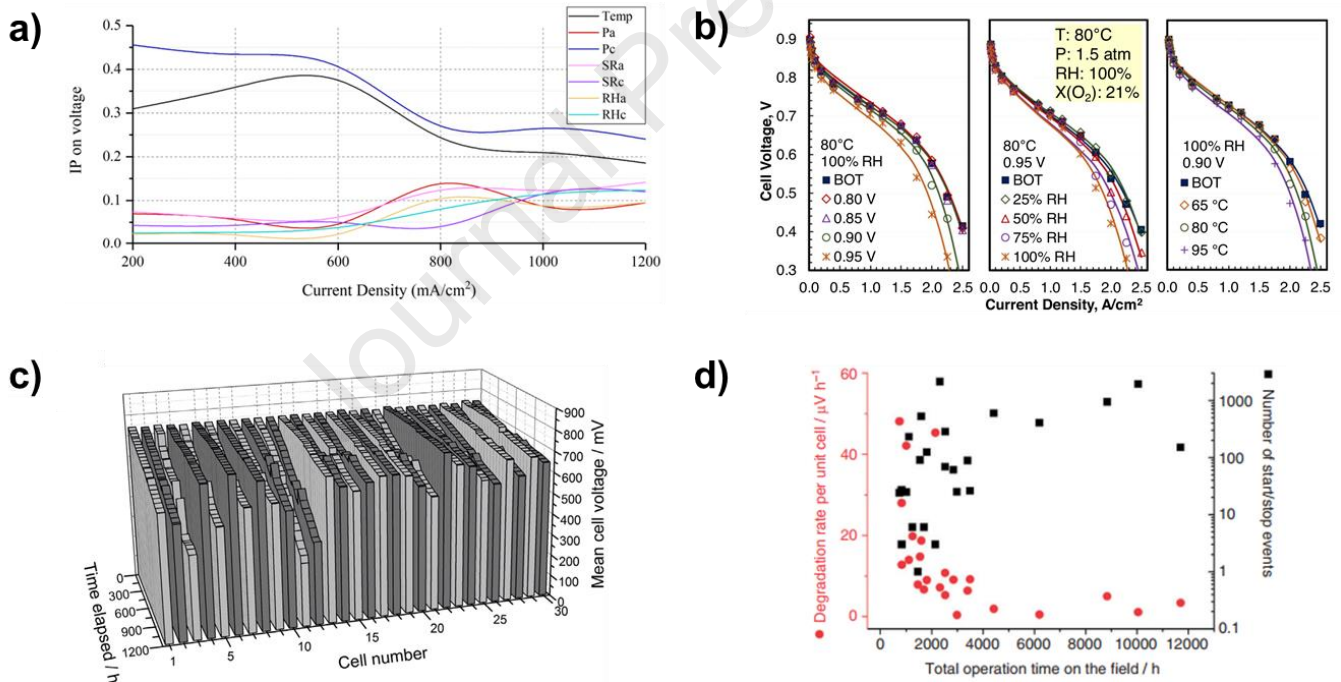 Journal Pre
a)
Temp
Pa
Pc
SRa
SRc
RHa
RHc
IP on voltage
0.5
0.4
0.3
0.2
0.1
0.0
200
400
600
800
1000
1200
Current Density (mA/cm²)
b)
Cell Voltage, V
0.9
0.8
0.7
0.6
0.5
0.4
0.3
80°C
100% RH
BOT
0.80 V
0.85 V
0.90 V
0.95 V
0.0 0.5 1.0 1.5 2.0 2.5
T: 80°C
P: 1.5 atm
RH: 100%
X(O₂): 21%
80°C
0.95 V
BOT
25% RH
50% RH
75% RH
100% RH
0.0 0.5 1.0 1.5 2.0 2.5
100% RH
0.90 V
BOT
65 °C
80 °C
95 °C
0.0 0.5 1.0 1.5 2.0 2.5
Current Density, A/cm²
c)
900
800
700
600
500
400
300
200
100
0
Mean cell voltage / mV
0
300
600
900
1200
Time elapsed / h
1
5
10
15
20
25
30
Cell number
d)
Degradation rate per unit cell / µV h⁻¹
60
40
20
0
Number of start/stop events
1000
100
10
1
0.1
0 2000 4000 6000 8000 10000 12000
Total operation time on the field / h